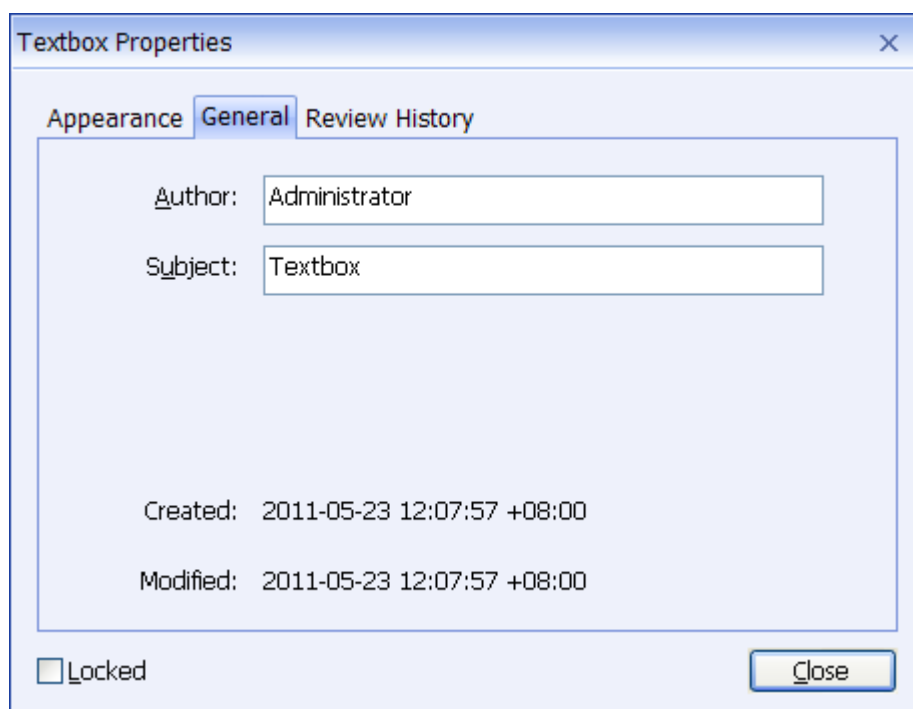 Textbox Properties
Appearance General Review History
Author: Administrator
Subject: Textbox
Created: 2011-05-23 12:07:57 +08:00
Modified: 2011-05-23 12:07:57 +08:00
Locked Close